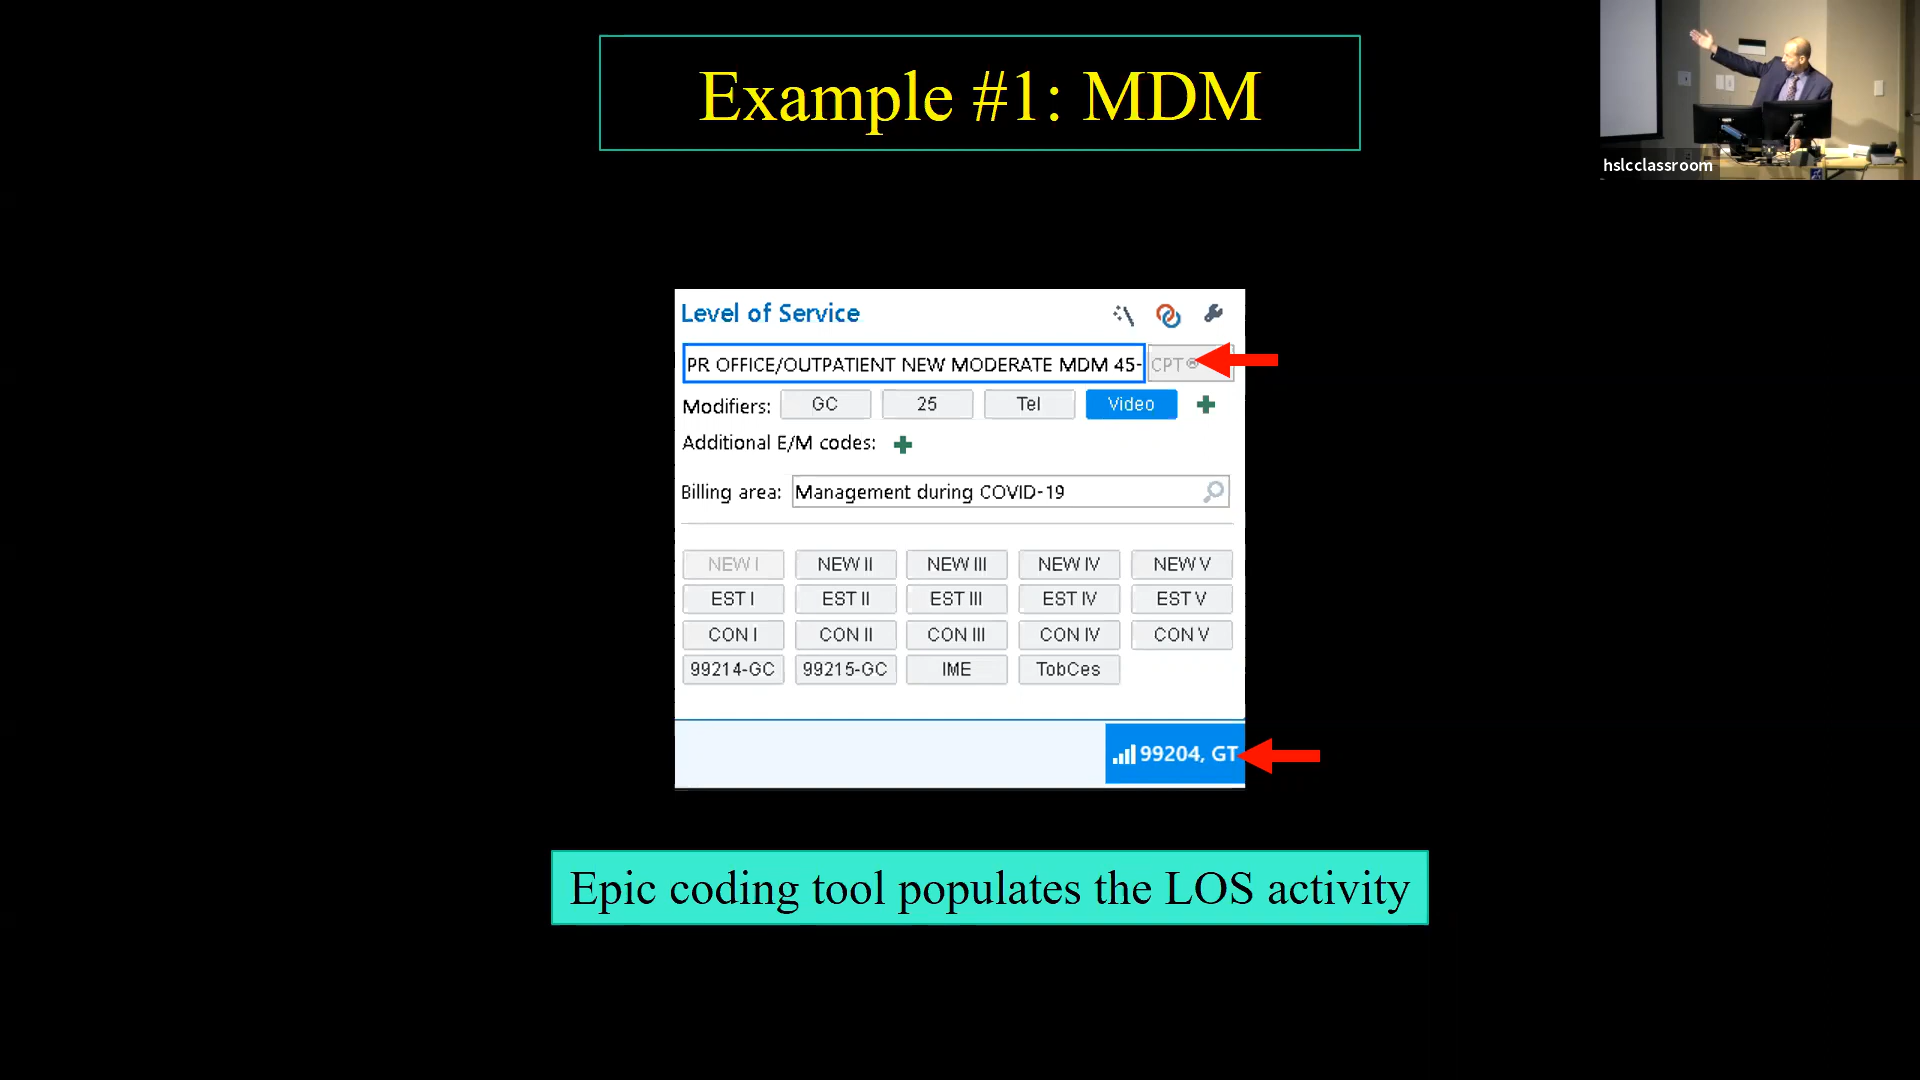 Example #1: MDM
hslcclassroom
Level of Service
PR OFFICE/OUTPATIENT NEW MODERATE MDM 45- CPT®
Modifiers: GC 25 Tel Video
Additional E/M codes:
Billing area: Management during COVID-19
NEW I NEW II NEW III NEW IV NEW V
EST I EST II EST III EST IV EST V
CON I CON II CON III CON IV CON V
99214-GC 99215-GC IME TobCes
99204, GT
Epic coding tool populates the LOS activity